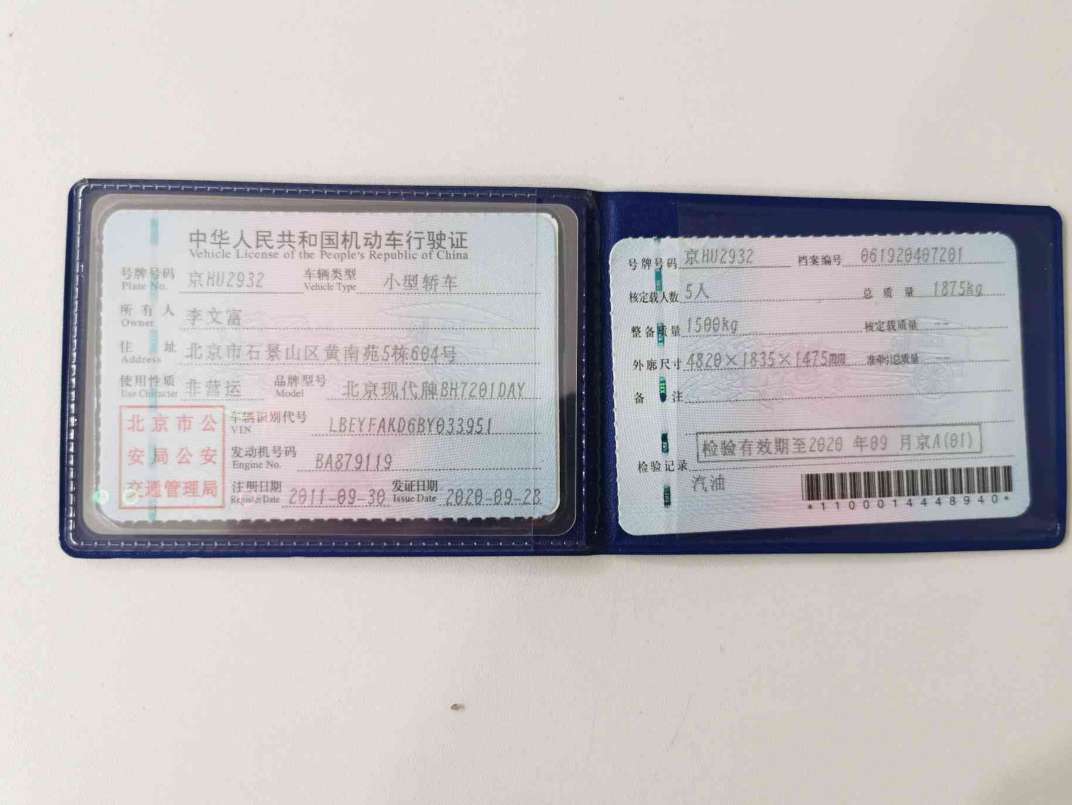 中华人民共和国机动车行驶证
Vehicle License of the People's Republic of China
号牌号码 京HU2932 车辆类型 小型轿车
Plate No. Vehicle Type
所有人 李文富
Owner
住址 北京市石景山区黄南苑5栋604号
Address
使用性质 非营运 品牌型号 北京现代牌BH7201DAY
Use Character Model
北京市公
安局公安
交通管理局
车辆识别代号 LBEYFAKD6BY033951
VIN
发动机号码 BA879119
Engine No.
注册日期 2011-09-30 发证日期 2020-09-28
Register Date Issue Date
号牌号码 京HU2932 档案编号 061920407201
核定载人数 5人 总质量 1875kg
整备质量 1500kg 核定载质量
外廓尺寸 4820×1835×1475mm 准牵引总质量
备注
检验有效期至2020年09月京A(01)
检验记录
汽油
*1100014448940*